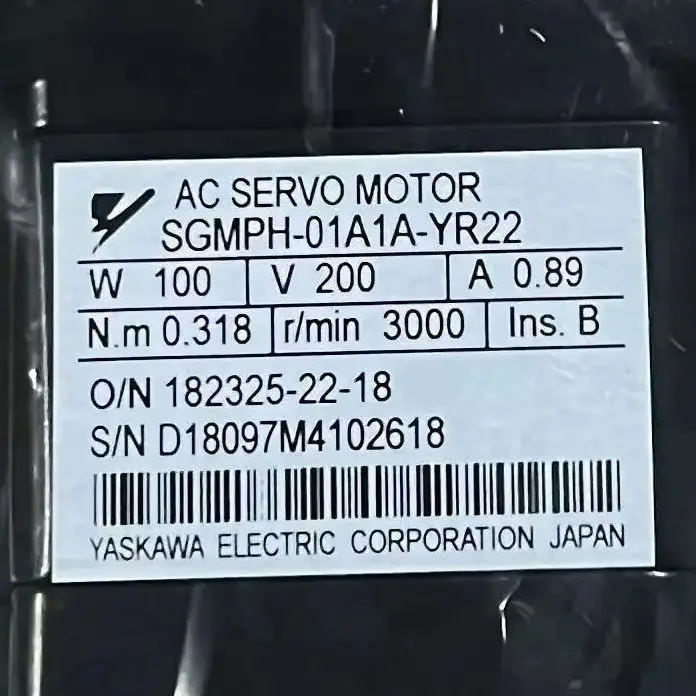 AC SERVO MOTOR
SGMPH-01A1A-YR22
W 100 V 200 A 0.89
N.m 0.318 r/min 3000 Ins. B
O/N 182325-22-18
S/N D18097M4102618
YASKAWA ELECTRIC CORPORATION JAPAN